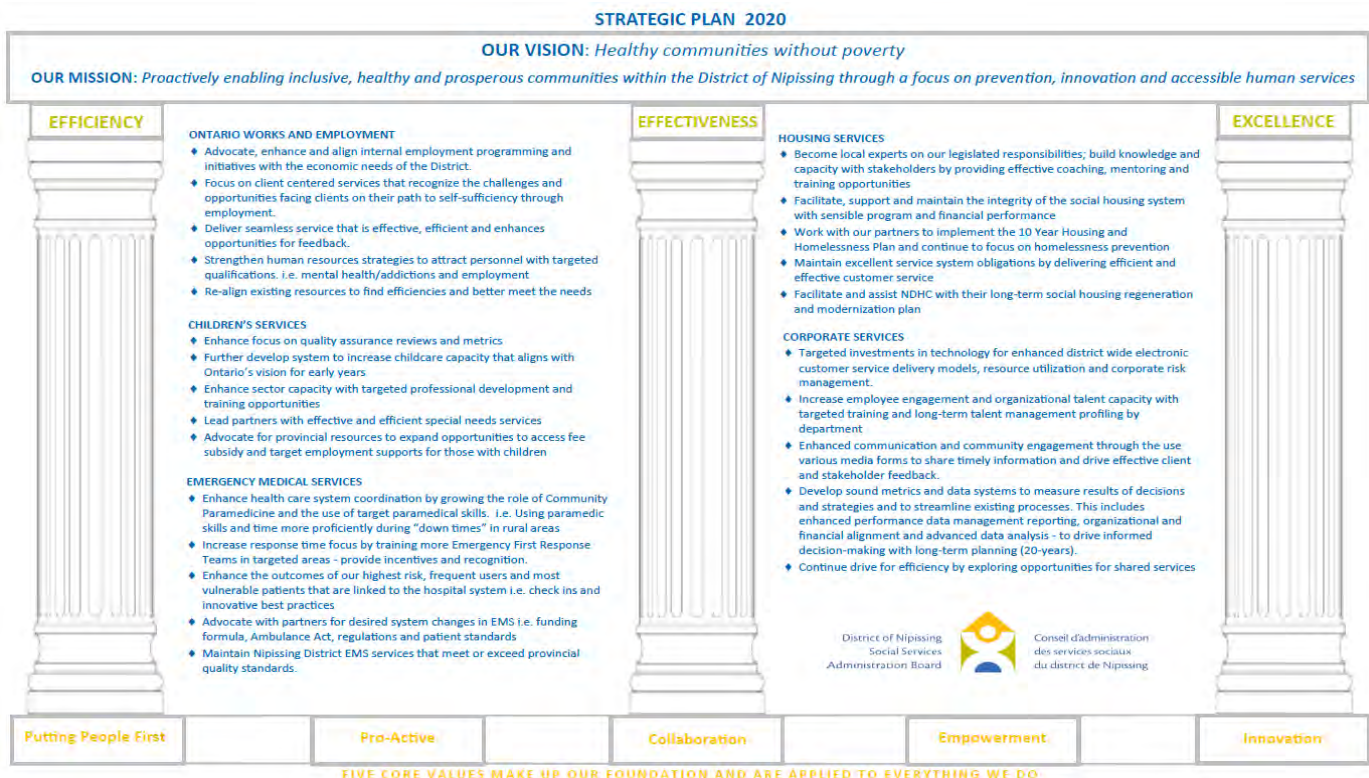 STRATEGIC PLAN 2020
OUR VISION: Healthy communities without poverty
OUR MISSION: Proactively enabling inclusive, healthy and prosperous communities within the District of Nipissing through a focus on prevention, innovation and accessible human services
EFFICIENCY
ONTARIO WORKS AND EMPLOYMENT
♦ Advocate, enhance and align internal employment programming and
initiatives with the economic needs of the District.
♦ Focus on client centered services that recognize the challenges and
opportunities facing clients on their path to self-sufficiency through
employment.
♦ Deliver seamless service that is effective, efficient and enhances
opportunities for feedback.
♦ Strengthen human resources strategies to attract personnel with targeted
qualifications. i.e. mental health/addictions and employment
♦ Re-align existing resources to find efficiencies and better meet the needs
CHILDREN'S SERVICES
♦ Enhance focus on quality assurance reviews and metrics
♦ Further develop system to increase childcare capacity that aligns with
Ontario's vision for early years
♦ Enhance sector capacity with targeted professional development and
training opportunities
♦ Lead partners with effective and efficient special needs services
♦ Advocate for provincial resources to expand opportunities to access fee
subsidy and target employment supports for those with children
EMERGENCY MEDICAL SERVICES
♦ Enhance health care system coordination by growing the role of Community
Paramedicine and the use of target paramedical skills. i.e. Using paramedic
skills and time more proficiently during "down times" in rural areas
♦ Increase response time focus by training more Emergency First Response
Teams in targeted areas - provide incentives and recognition.
♦ Enhance the outcomes of our highest risk, frequent users and most
vulnerable patients that are linked to the hospital system i.e. check ins and
innovative best practices
♦ Advocate with partners for desired system changes in EMS i.e. funding
formula, Ambulance Act, regulations and patient standards
♦ Maintain Nipissing District EMS services that meet or exceed provincial
quality standards.
EFFECTIVENESS
HOUSING SERVICES
♦ Become local experts on our legislated responsibilities; build knowledge and
capacity with stakeholders by providing effective coaching, mentoring and
training opportunities
♦ Facilitate, support and maintain the integrity of the social housing system
with sensible program and financial performance
♦ Work with our partners to implement the 10 Year Housing and
Homelessness Plan and continue to focus on homelessness prevention
♦ Maintain excellent service system obligations by delivering efficient and
effective customer service
♦ Facilitate and assist NDHC with their long-term social housing regeneration
and modernization plan
CORPORATE SERVICES
♦ Targeted investments in technology for enhanced district wide electronic
customer service delivery models, resource utilization and corporate risk
management.
♦ Increase employee engagement and organizational talent capacity with
targeted training and long-term talent management profiling by
department
♦ Enhanced communication and community engagement through the use
various media forms to share timely information and drive effective client
and stakeholder feedback.
♦ Develop sound metrics and data systems to measure results of decisions
and strategies and to streamline existing processes. This includes
enhanced performance data management reporting, organizational and
financial alignment and advanced data analysis - to drive informed
decision-making with long-term planning (20-years).
♦ Continue drive for efficiency by exploring opportunities for shared services
District of Nipissing
Social Services
Administration Board
Conseil d'administration
des services sociaux
du district de Nipissing
EXCELLENCE
Putting People First
Pro-Active
Collaboration
Empowerment
Innovation
FIVE CORE VALUES MAKE UP OUR FOUNDATION AND ARE APPLIED TO EVERYTHING WE DO